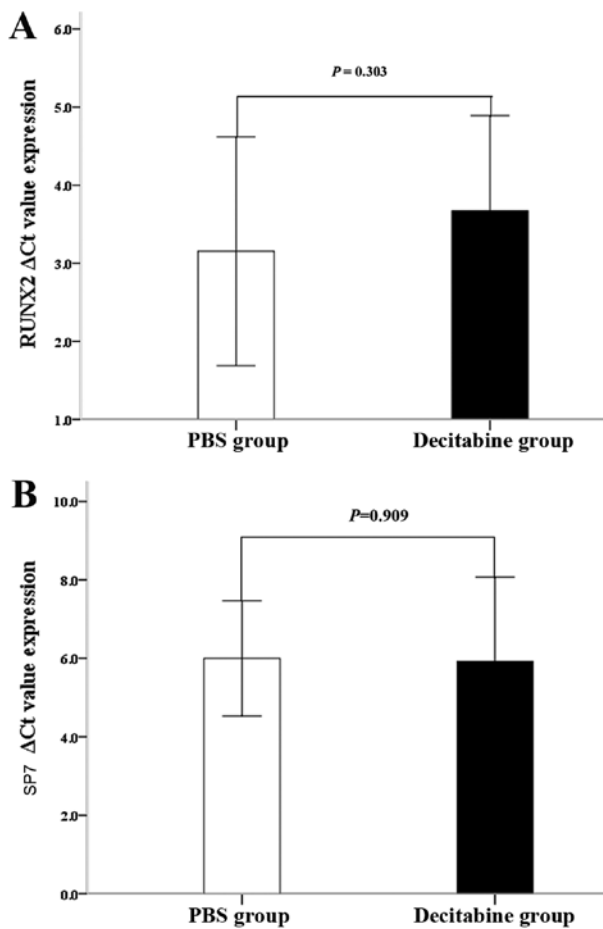 A
6.0
P = 0.303
5.0
RUNX2 ΔCt value expression
4.0
3.0
2.0
1.0
PBS group Decitabine group
B
10.0
P=0.909
8.0
SP7 ΔCt value expression
6.0
4.0
2.0
0.0
PBS group Decitabine group